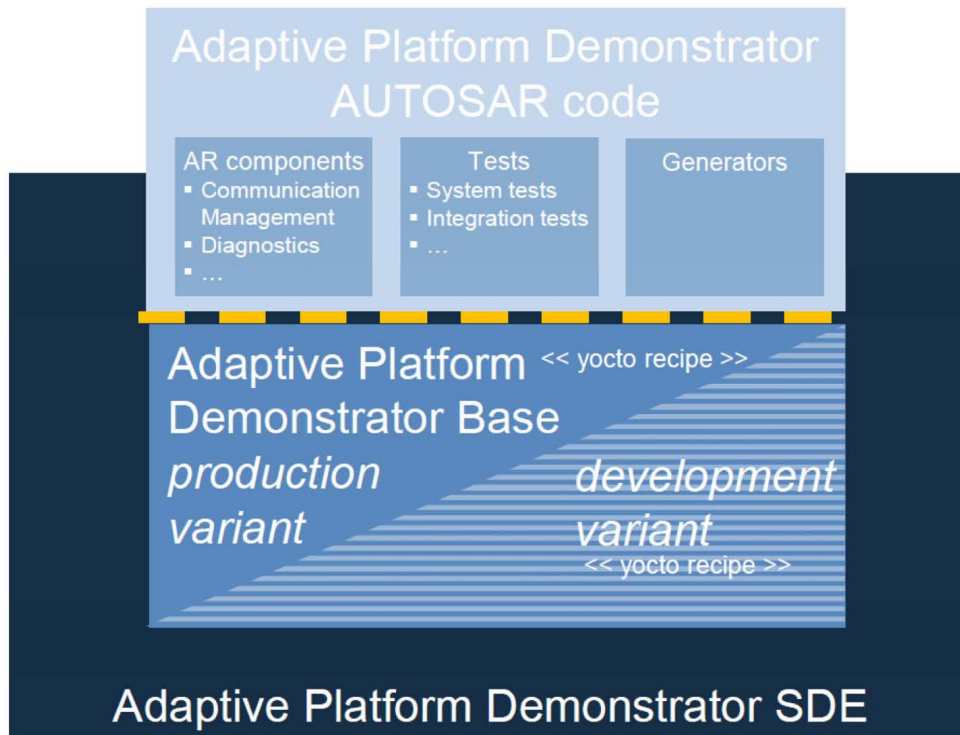 Adaptive Platform Demonstrator
AUTOSAR code
AR components
▪ Communication
Management
▪ Diagnostics
▪ ...
Tests
▪ System tests
▪ Integration tests
▪ ...
Generators
Adaptive Platform << yocto recipe >>
Demonstrator Base
production
variant
development
variant
<< yocto recipe >>
Adaptive Platform Demonstrator SDE